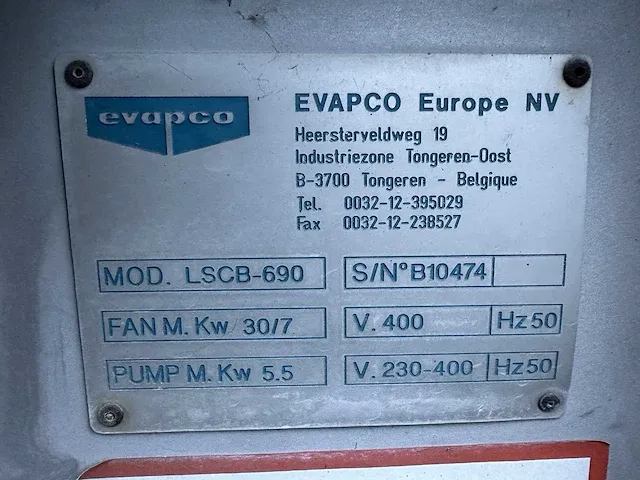 evapco
EVAPCO Europe NV
Heersterveldweg 19
Industriezone Tongeren-Oost
B-3700 Tongeren - Belgique
Tel. 0032-12-395029
Fax 0032-12-238527
MOD. LSCB-690 S/N°B10474
FAN M. Kw 30/7 V. 400 Hz 50
PUMP M. Kw 5.5 V. 230-400 Hz 50